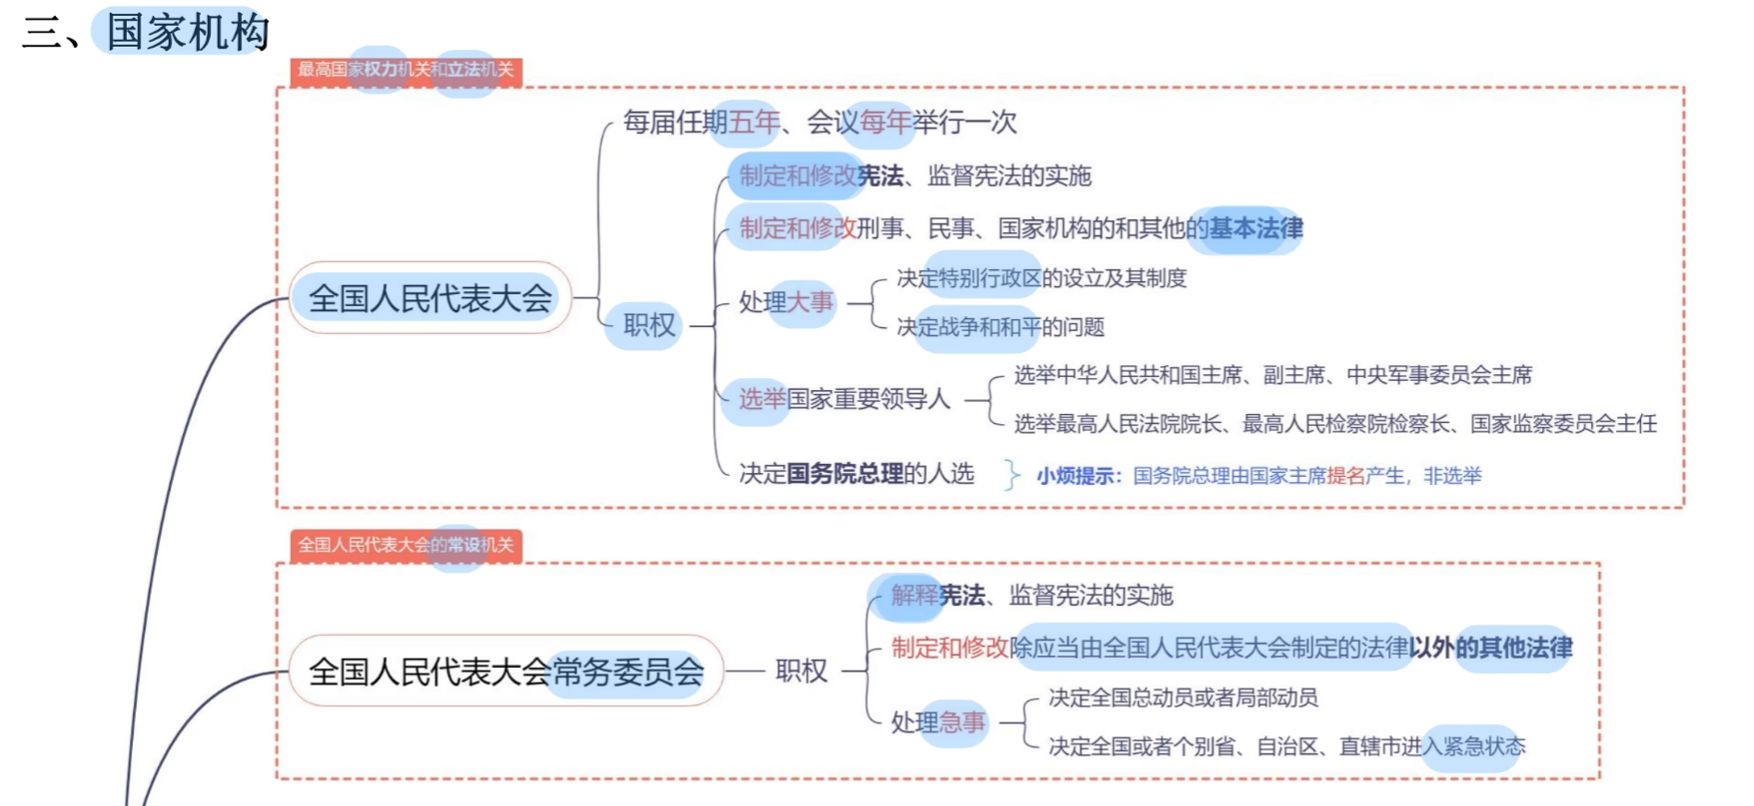 三、国家机构
最高国家权力机关和立法机关
每届任期五年、会议每年举行一次
制定和修改宪法、监督宪法的实施
制定和修改刑事、民事、国家机构的和其他的基本法律
决定特别行政区的设立及其制度
处理大事
全国人民代表大会
职权
决定战争和和平的问题
选举中华人民共和国主席、副主席、中央军事委员会主席
选举国家重要领导人
选举最高人民法院院长、最高人民检察院检察长、国家监察委员会主任
决定国务院总理的人选
小烦提示：国务院总理由国家主席提名产生，非选举
全国人民代表大会的常设机关
解释宪法、监督宪法的实施
制定和修改除应当由全国人民代表大会制定的法律以外的其他法律
全国人民代表大会常务委员会
职权
决定全国总动员或者局部动员
处理急事
决定全国或者个别省、自治区、直辖市进入紧急状态